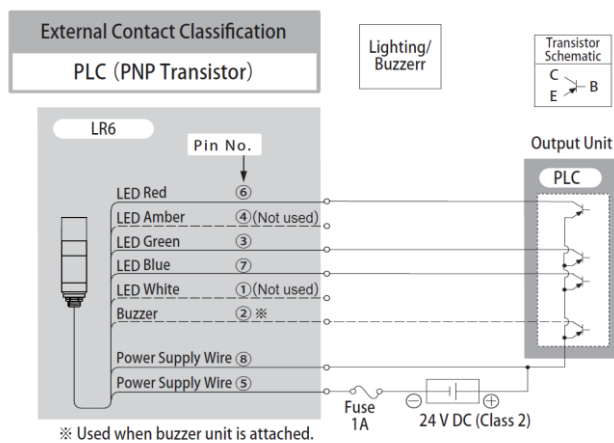 External Contact Classification
PLC (PNP Transistor)
Lighting/
Buzzerr
Transistor
Schematic
C
B
E
LR6
Pin No.
Output Unit
PLC
LED Red ⑥
LED Amber ④ (Not used)
LED Green ③
LED Blue ⑦
LED White ① (Not used)
Buzzer ② ※
Power Supply Wire ⑧
Power Supply Wire ⑤
Fuse
1A
⊖ ⊕
24 V DC (Class 2)
※ Used when buzzer unit is attached.